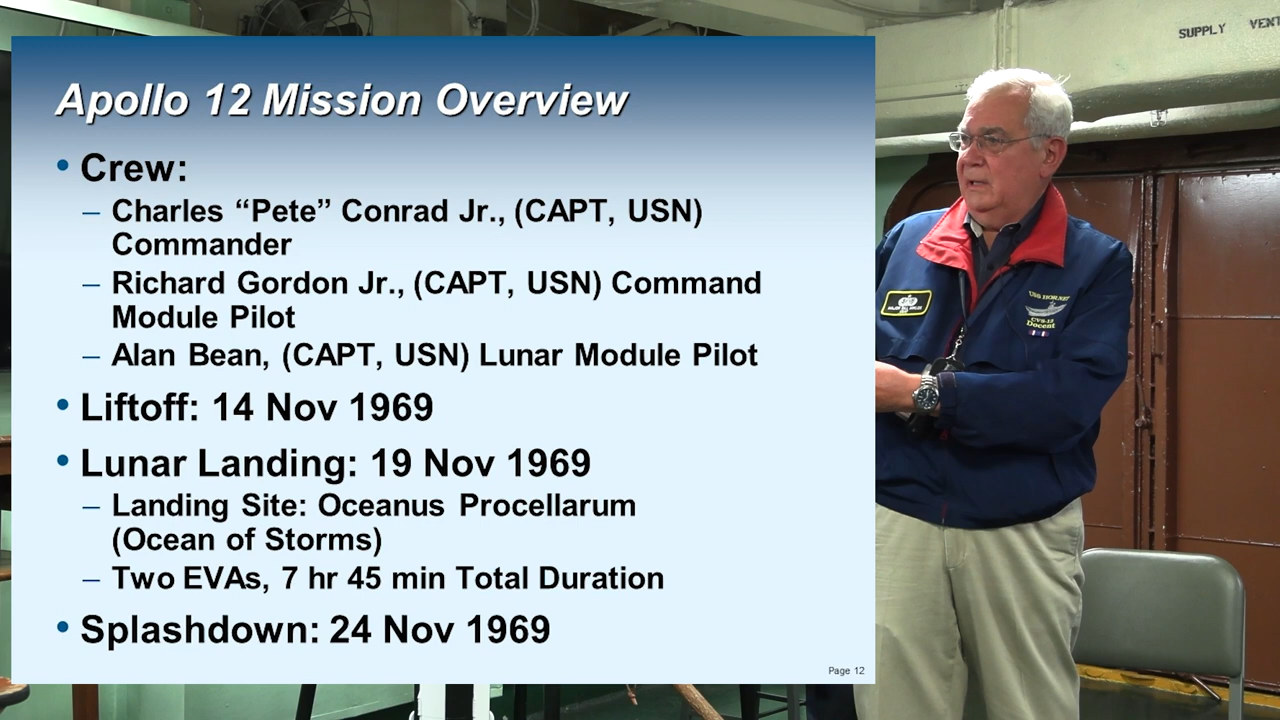 SUPPLY VENT
Apollo 12 Mission Overview
• Crew:
– Charles “Pete” Conrad Jr., (CAPT, USN)
Commander
– Richard Gordon Jr., (CAPT, USN) Command
Module Pilot
– Alan Bean, (CAPT, USN) Lunar Module Pilot
• Liftoff: 14 Nov 1969
• Lunar Landing: 19 Nov 1969
– Landing Site: Oceanus Procellarum
(Ocean of Storms)
– Two EVAs, 7 hr 45 min Total Duration
• Splashdown: 24 Nov 1969
Page 12
USS HORNET
CVS-12
Docent